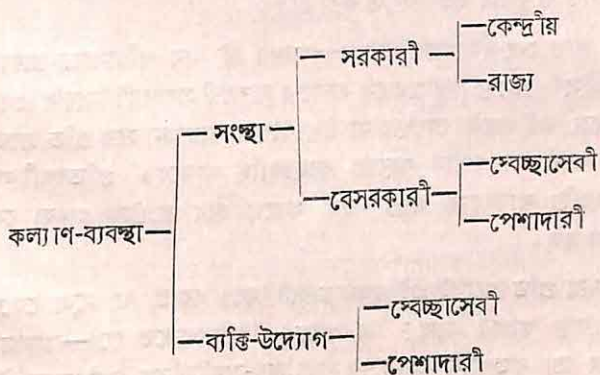 কেন্দ্রীয়
সরকারী
রাজ্য
সংস্থা
স্বেচ্ছাসেবী
বেসরকারী
পেশাদারী
কল্যাণ-ব্যবস্থা
স্বেচ্ছাসেবী
ব্যক্তি-উদ্যোগ
পেশাদারী